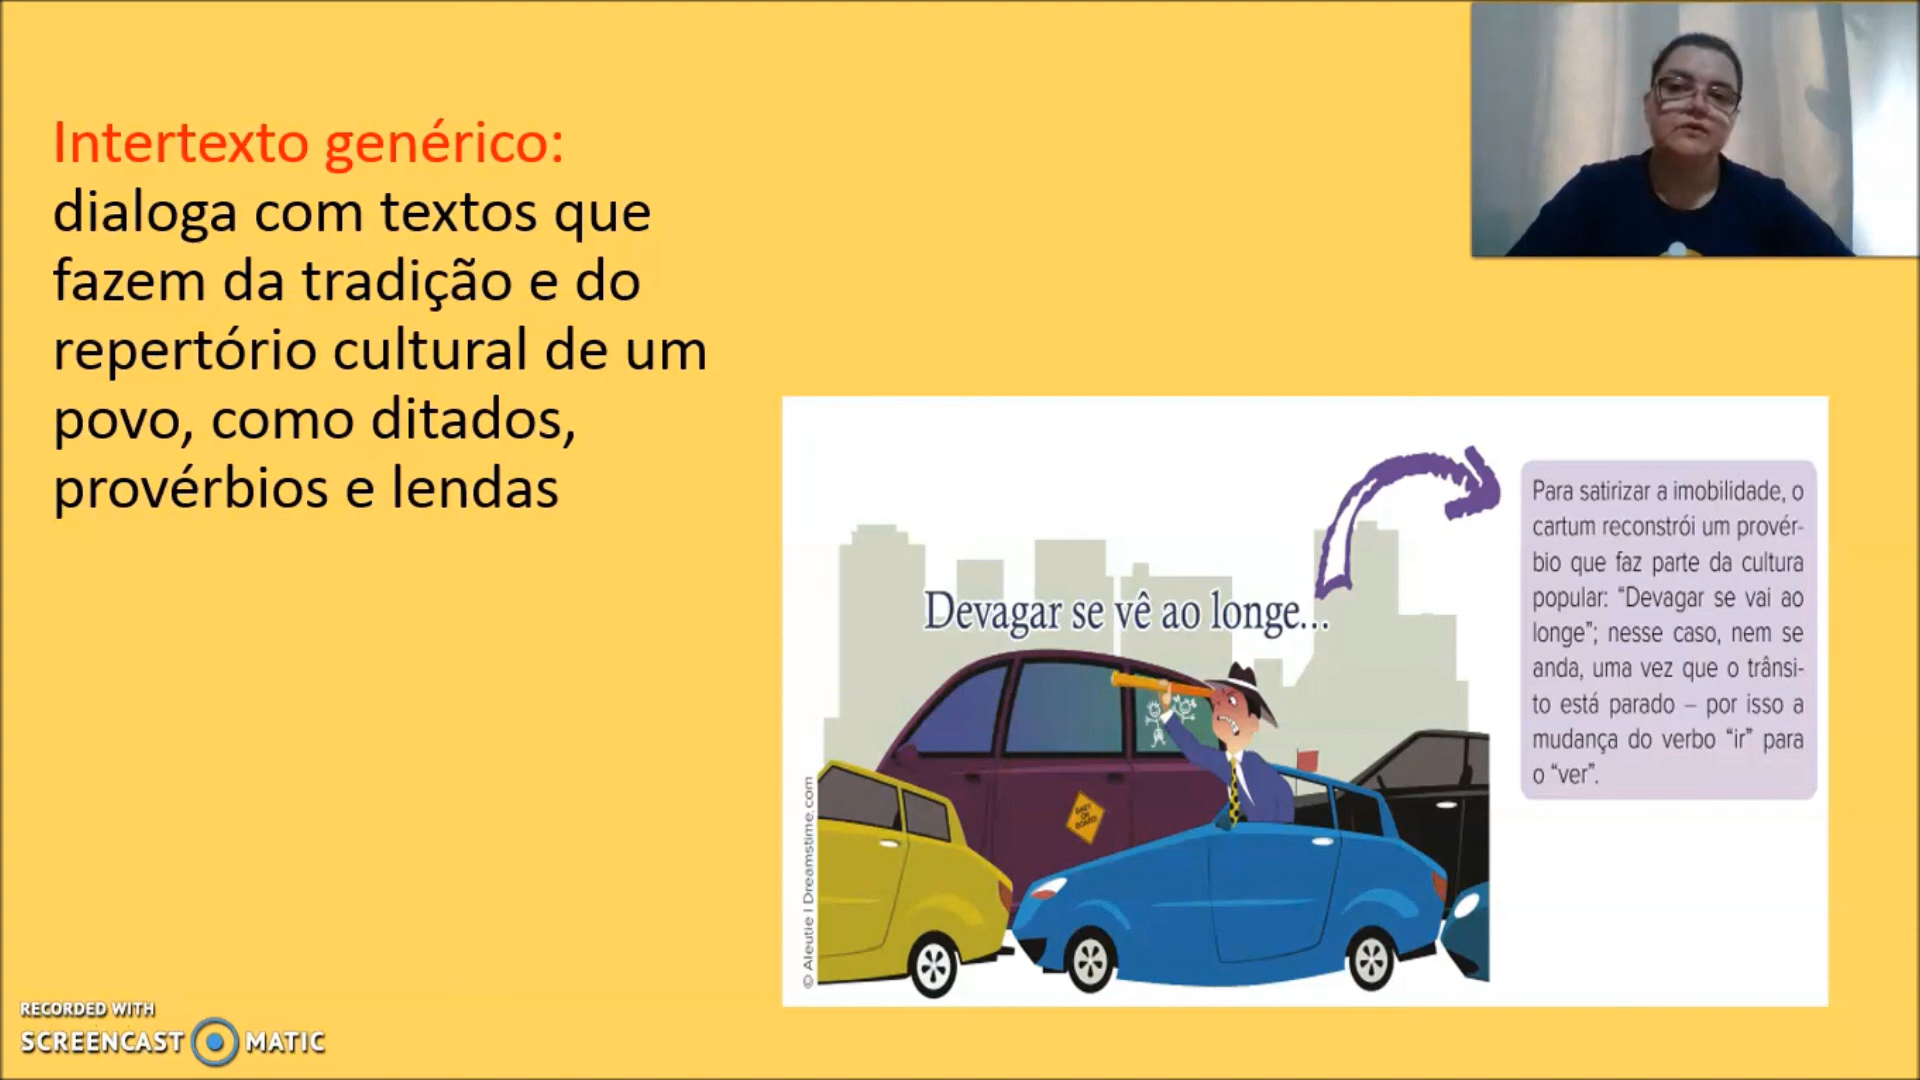 Intertexto genérico:
dialoga com textos que
fazem da tradição e do
repertório cultural de um
povo, como ditados,
provérbios e lendas
Devagar se vê ao longe...
Para satirizar a imobilidade, o
cartum reconstrói um provér-
bio que faz parte da cultura
popular: “Devagar se vai ao
longe”; nesse caso, nem se
anda, uma vez que o trânsi-
to está parado – por isso a
mudança do verbo “ir” para
o “ver”.
BABY
ON
BOARD
© Aleutie | Dreamstime.com
RECORDED WITH
SCREENCAST MATIC